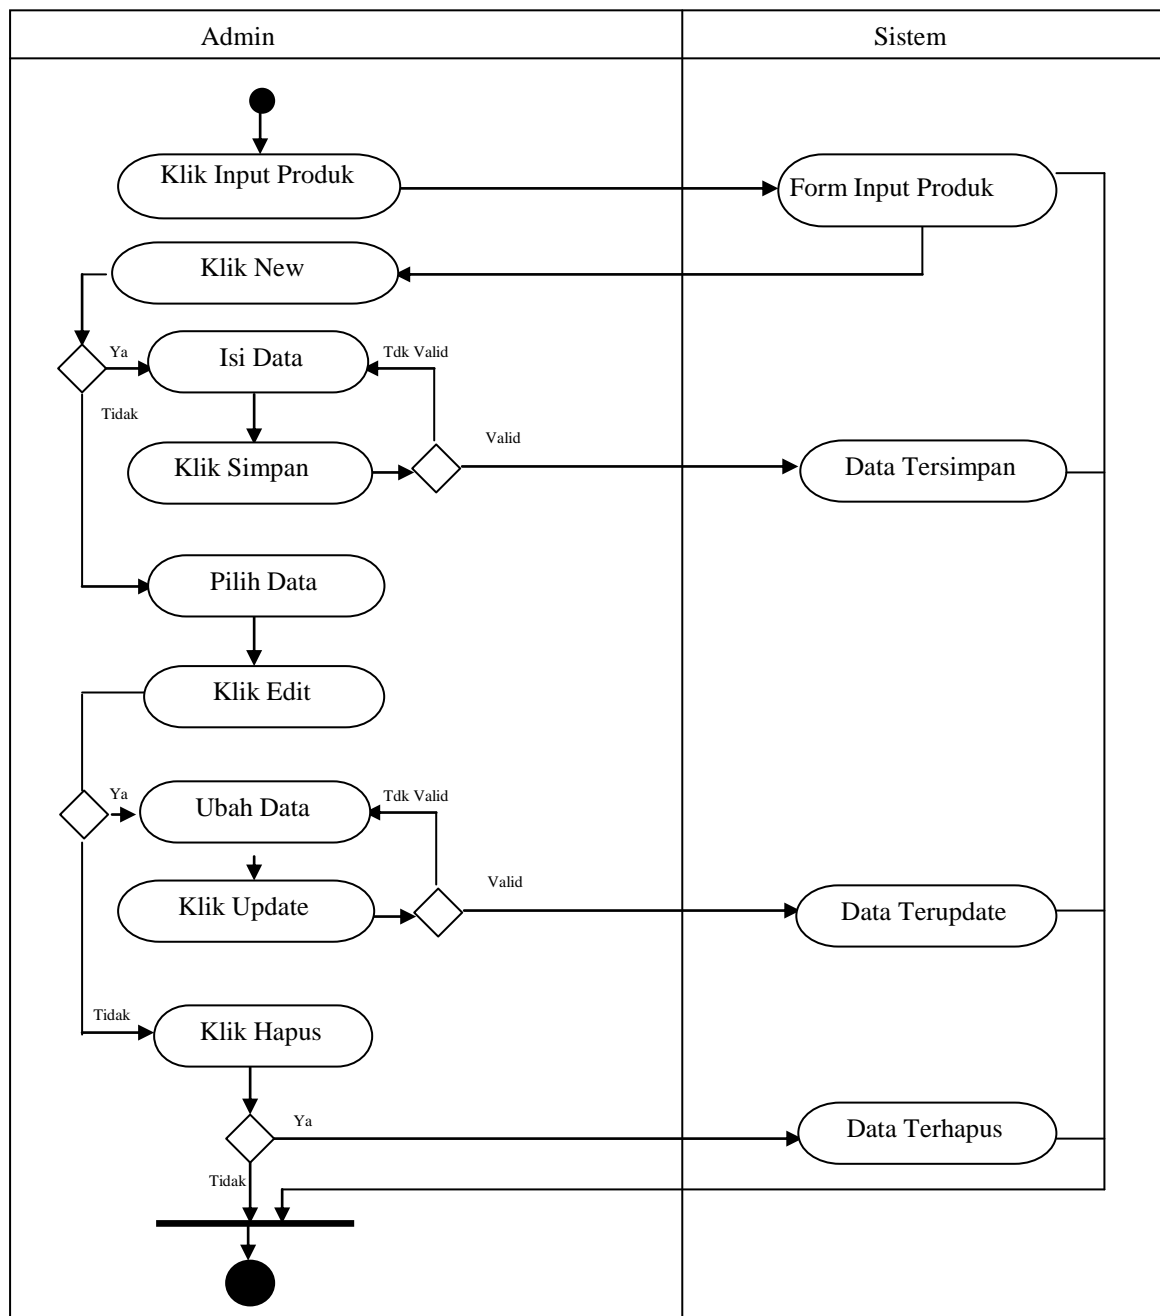 Admin
Sistem
Klik Input Produk
Form Input Produk
Klik New
Ya
Isi Data
Tdk Valid
Tidak
Klik Simpan
Valid
Data Tersimpan
Pilih Data
Klik Edit
Ya
Ubah Data
Tdk Valid
Klik Update
Valid
Data Terupdate
Tidak
Klik Hapus
Ya
Data Terhapus
Tidak